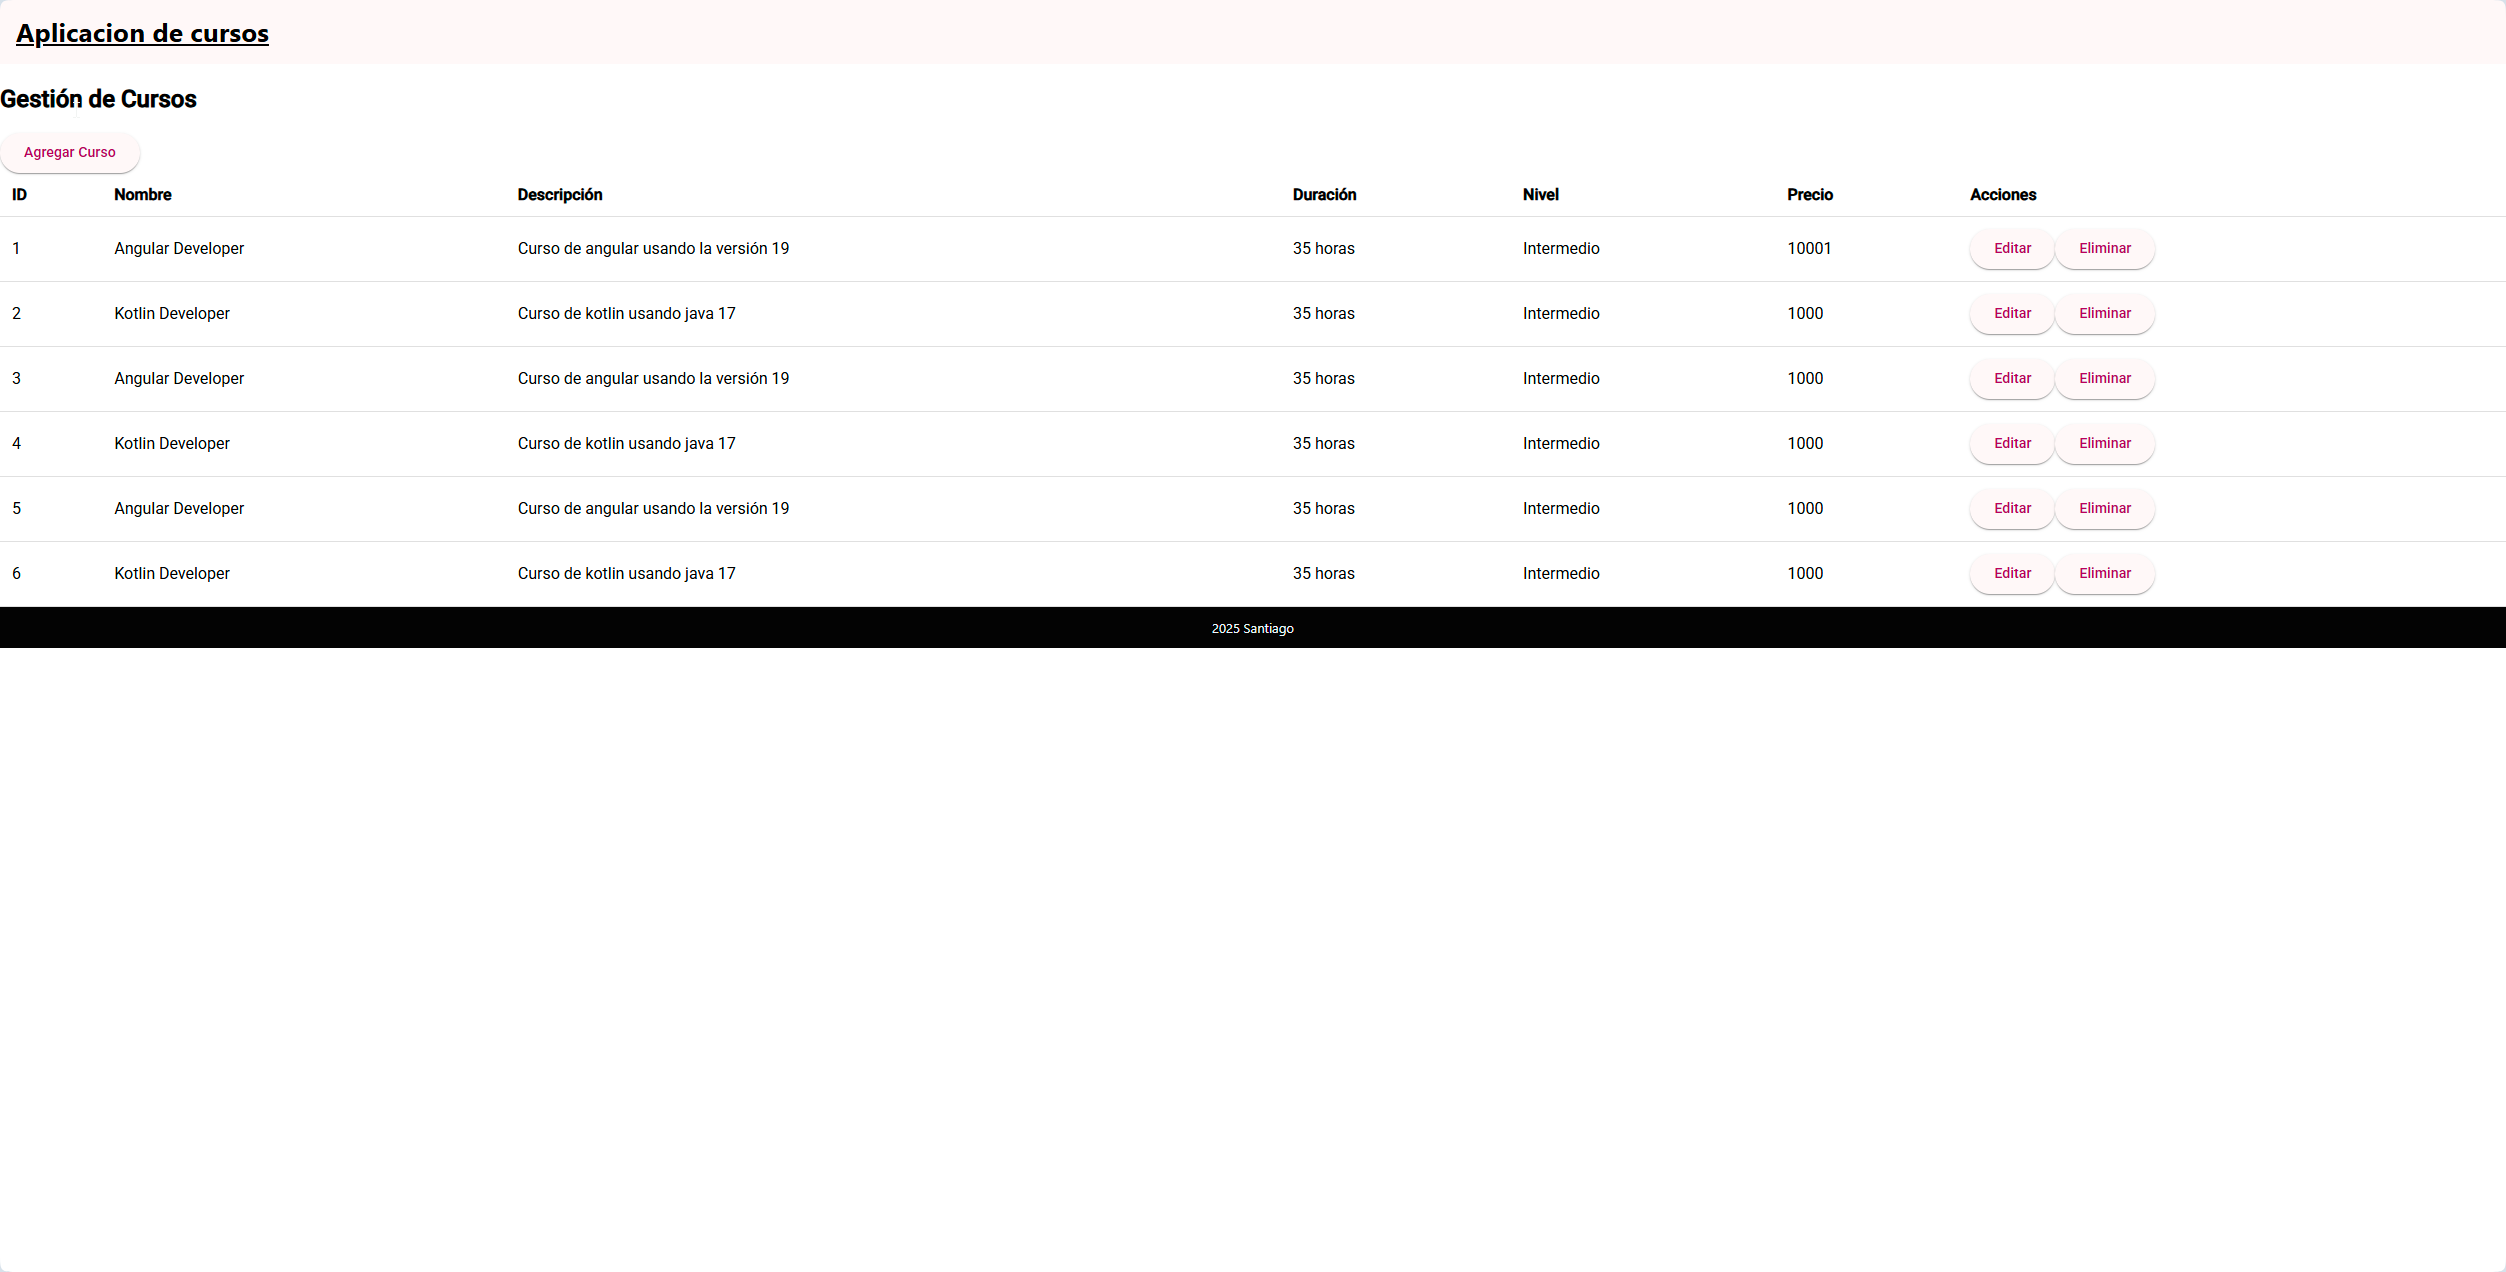 Aplicacion de cursos
Gestión de Cursos
Agregar Curso
ID Nombre Descripción Duración Nivel Precio Acciones
1 Angular Developer Curso de angular usando la versión 19 35 horas Intermedio 10001 Editar Eliminar
2 Kotlin Developer Curso de kotlin usando java 17 35 horas Intermedio 1000 Editar Eliminar
3 Angular Developer Curso de angular usando la versión 19 35 horas Intermedio 1000 Editar Eliminar
4 Kotlin Developer Curso de kotlin usando java 17 35 horas Intermedio 1000 Editar Eliminar
5 Angular Developer Curso de angular usando la versión 19 35 horas Intermedio 1000 Editar Eliminar
6 Kotlin Developer Curso de kotlin usando java 17 35 horas Intermedio 1000 Editar Eliminar
2025 Santiago